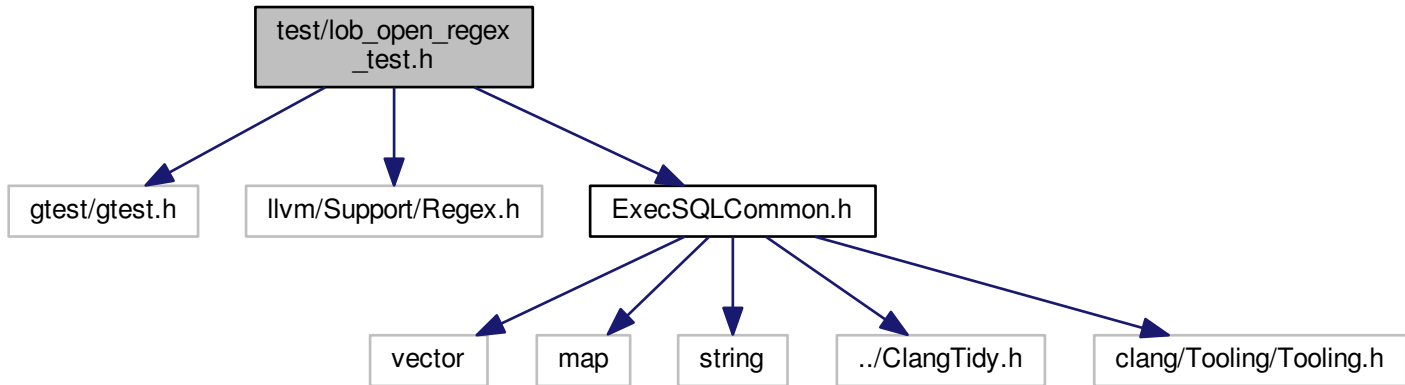 test/lob_open_regex
_test.h
gtest/gtest.h
llvm/Support/Regex.h
ExecSQLCommon.h
vector
map
string
../ClangTidy.h
clang/Tooling/Tooling.h